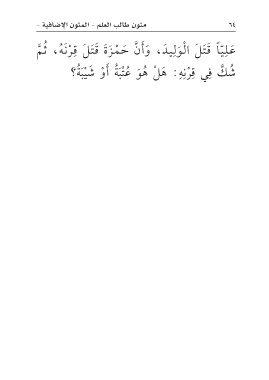 ٦٤ متون طالب العلم – المتون الإضافية –
عَلِيّاً قَتَلَ الْوَلِيدَ، وَأَنَّ حَمْزَةَ قَتَلَ قِرْنَهُ، ثُمَّ
شُكَّ فِي قِرْنِهِ: هَلْ هُوَ عُتْبَةُ أَوْ شَيْبَةُ؟